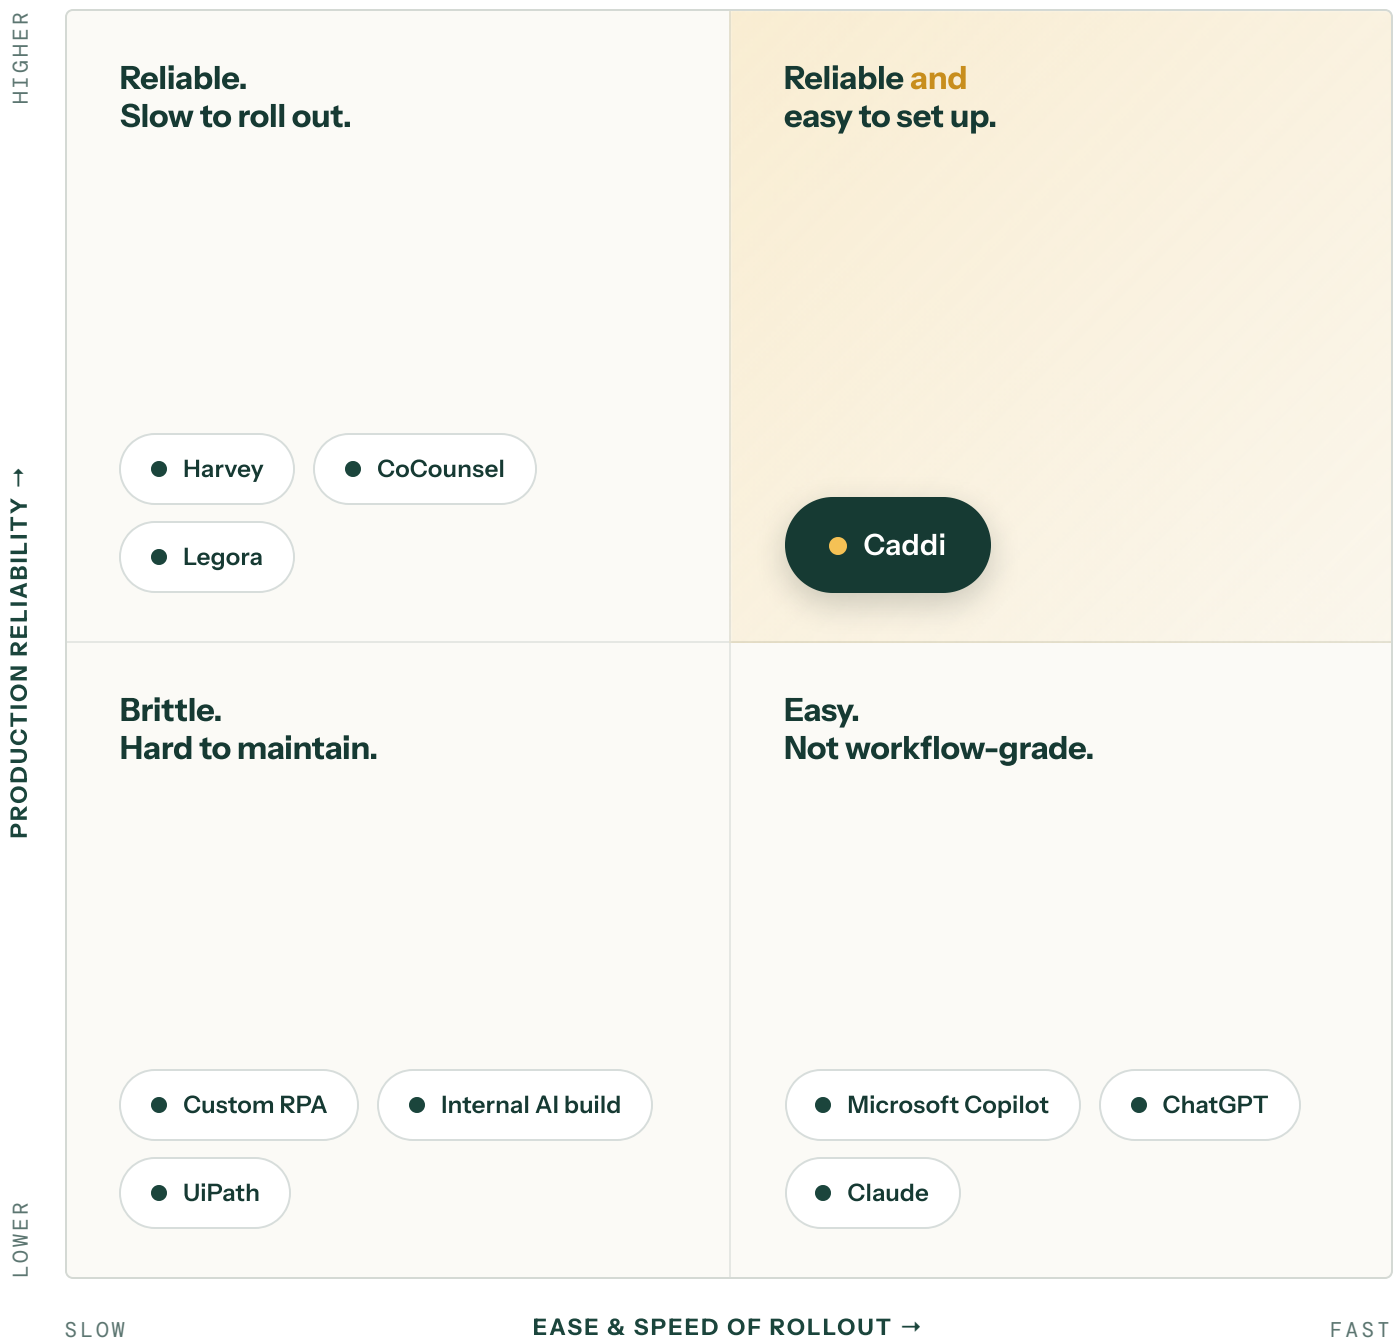 HIGHER
PRODUCTION RELIABILITY →
LOWER
Reliable.
Slow to roll out.
Harvey
CoCounsel
Legora
Reliable and
easy to set up.
Caddi
Brittle.
Hard to maintain.
Custom RPA
Internal AI build
UiPath
Easy.
Not workflow-grade.
Microsoft Copilot
ChatGPT
Claude
SLOW
EASE & SPEED OF ROLLOUT →
FAST